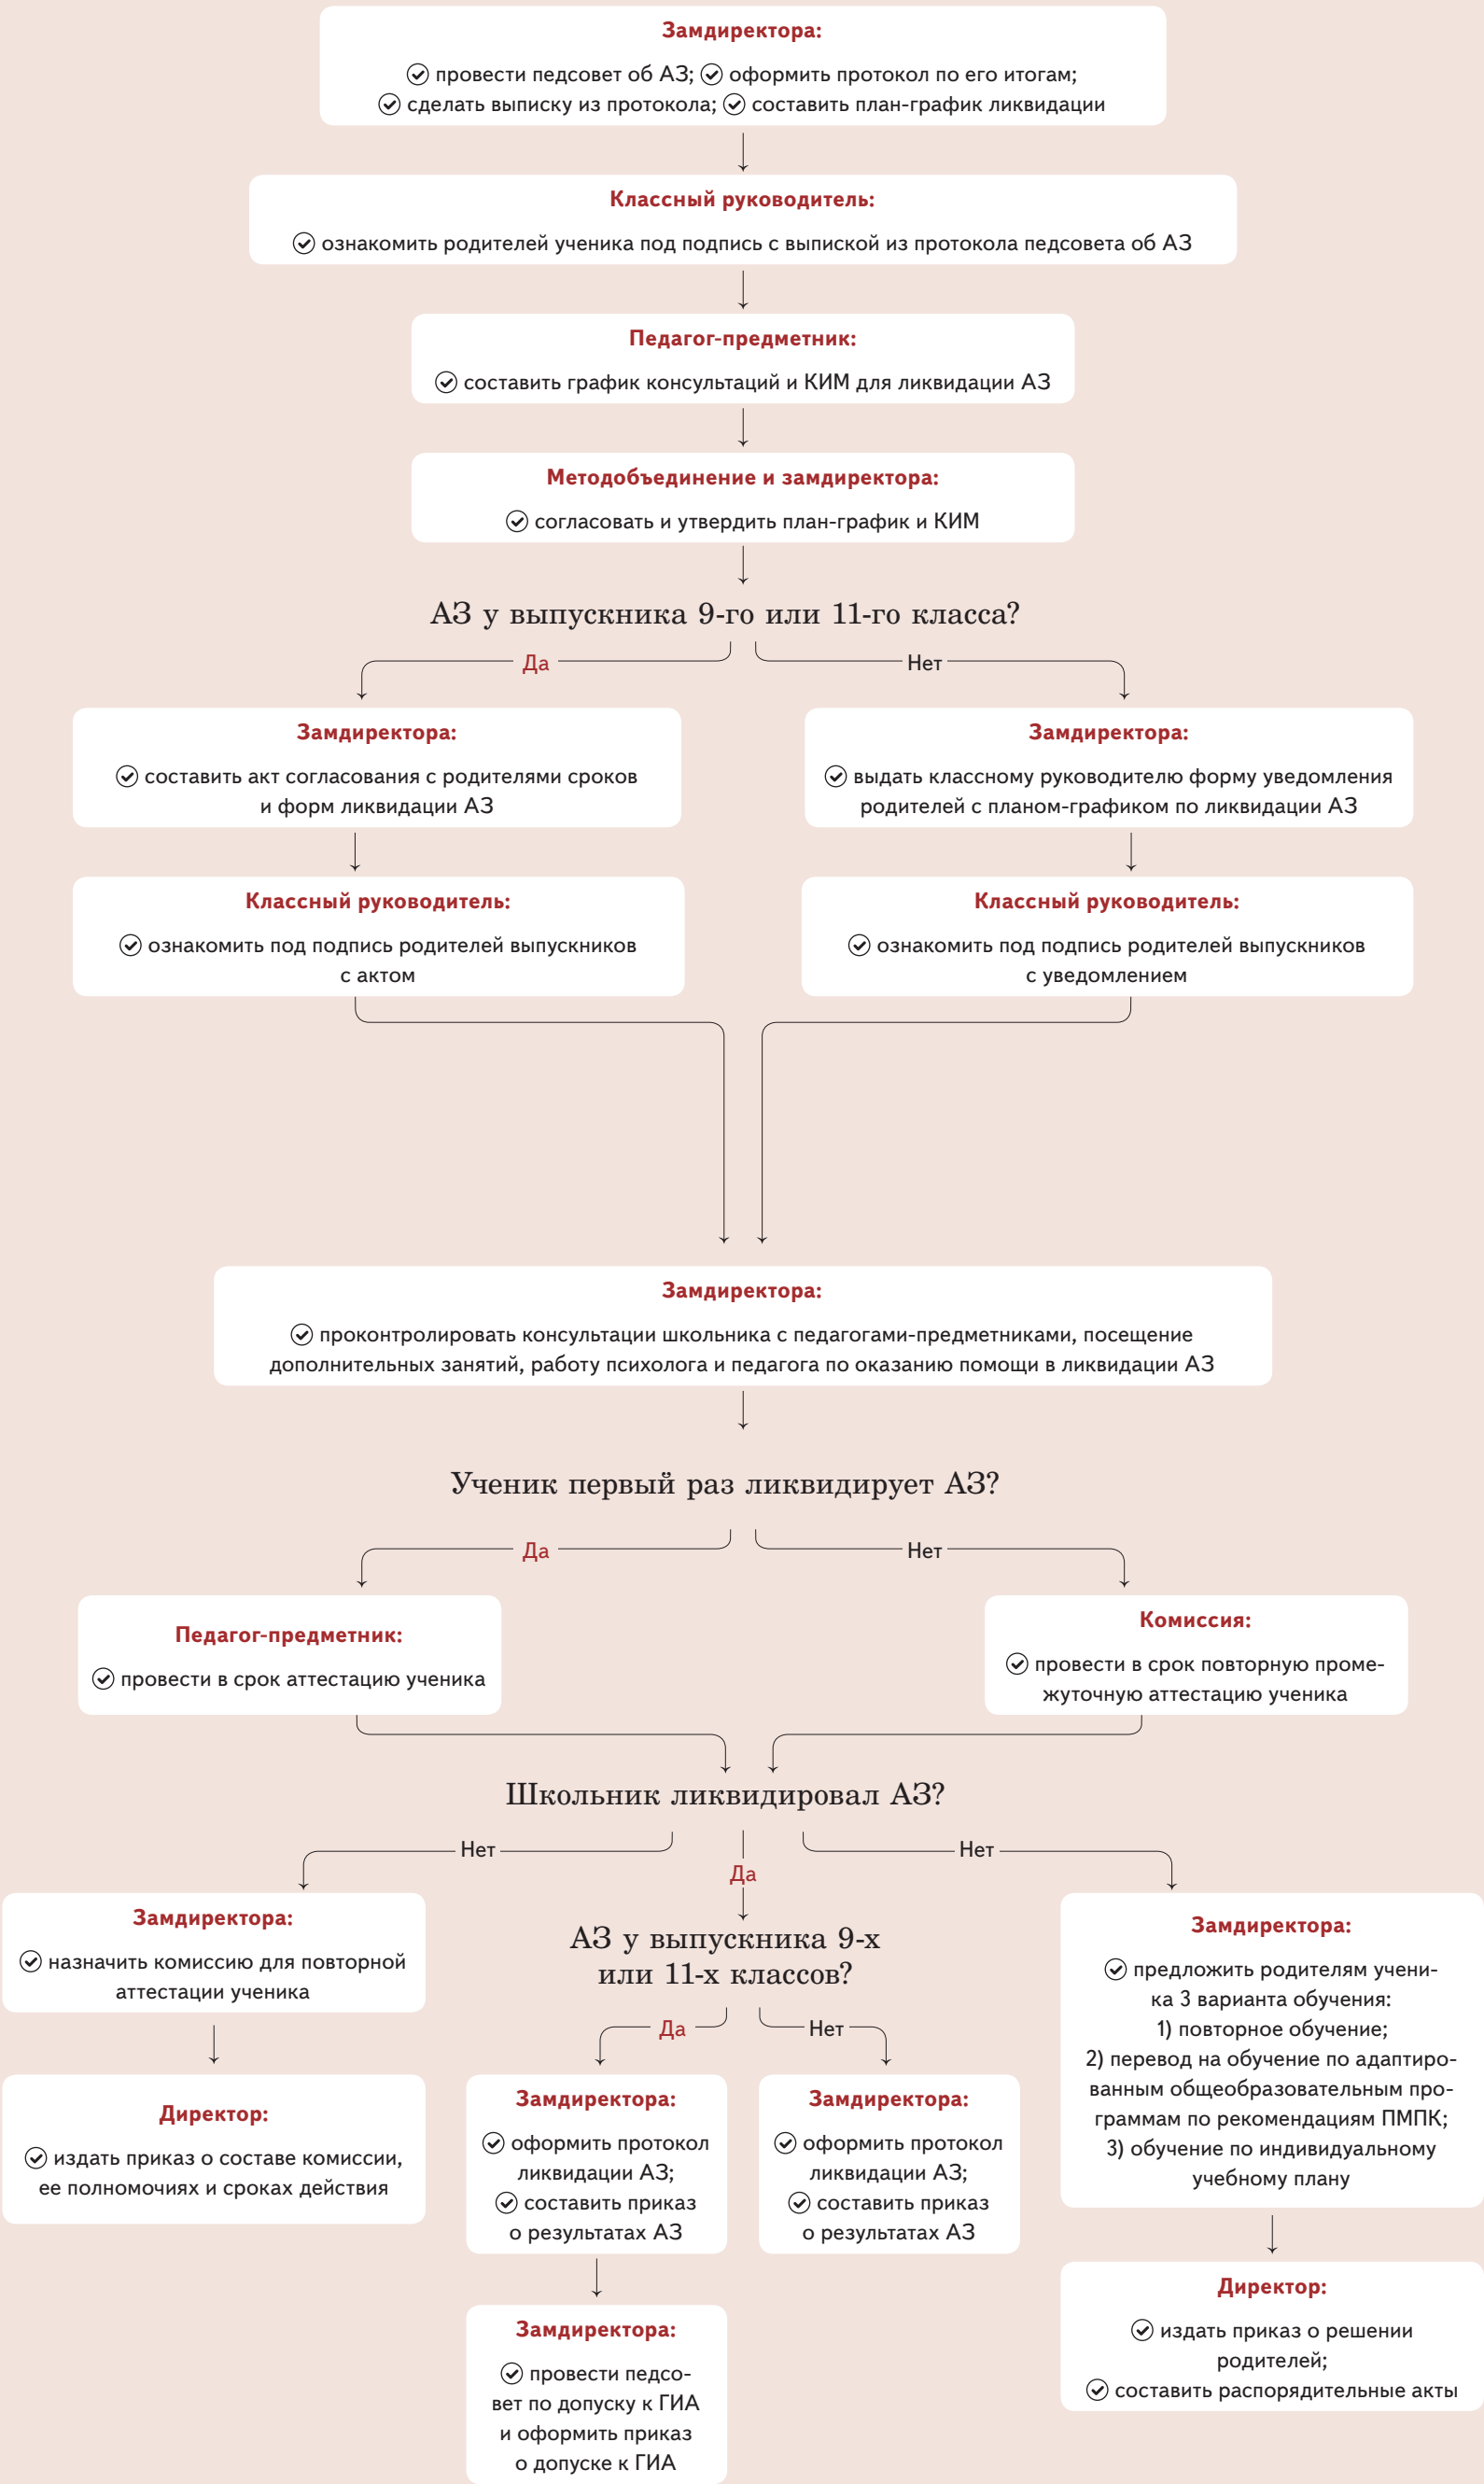 Замдиректора:
провести педсовет об АЗ; оформить протокол по его итогам;
сделать выписку из протокола; составить план-график ликвидации
Классный руководитель:
ознакомить родителей ученика под подпись с выпиской из протокола педсовета об АЗ
Педагог-предметник:
составить график консультаций и КИМ для ликвидации АЗ
Методобъединение и замдиректора:
согласовать и утвердить план-график и КИМ
АЗ у выпускника 9-го или 11-го класса?
Да
Нет
Замдиректора:
составить акт согласования с родителями сроков
и форм ликвидации АЗ
Замдиректора:
выдать классному руководителю форму уведомления
родителей с планом-графиком по ликвидации АЗ
Классный руководитель:
ознакомить под подпись родителей выпускников
с актом
Классный руководитель:
ознакомить под подпись родителей выпускников
с уведомлением
Замдиректора:
проконтролировать консультации школьника с педагогами-предметниками, посещение
дополнительных занятий, работу психолога и педагога по оказанию помощи в ликвидации АЗ
Ученик первый раз ликвидирует АЗ?
Да
Нет
Педагог-предметник:
провести в срок аттестацию ученика
Комиссия:
провести в срок повторную проме-
жуточную аттестацию ученика
Школьник ликвидировал АЗ?
Нет
Да
Нет
Замдиректора:
назначить комиссию для повторной
аттестации ученика
Директор:
издать приказ о составе комиссии,
ее полномочиях и сроках действия
АЗ у выпускника 9-х
или 11-х классов?
Да
Нет
Замдиректора:
оформить протокол
ликвидации АЗ;
составить приказ
о результатах АЗ
Замдиректора:
оформить протокол
ликвидации АЗ;
составить приказ
о результатах АЗ
Замдиректора:
провести педсо-
вет по допуску к ГИА
и оформить приказ
о допуске к ГИА
Замдиректора:
предложить родителям учени-
ка 3 варианта обучения:
1) повторное обучение;
2) перевод на обучение по адаптиро-
ванным общеобразовательным про-
граммам по рекомендациям ПМПК;
3) обучение по индивидуальному
учебному плану
Директор:
издать приказ о решении
родителей;
составить распорядительные акты